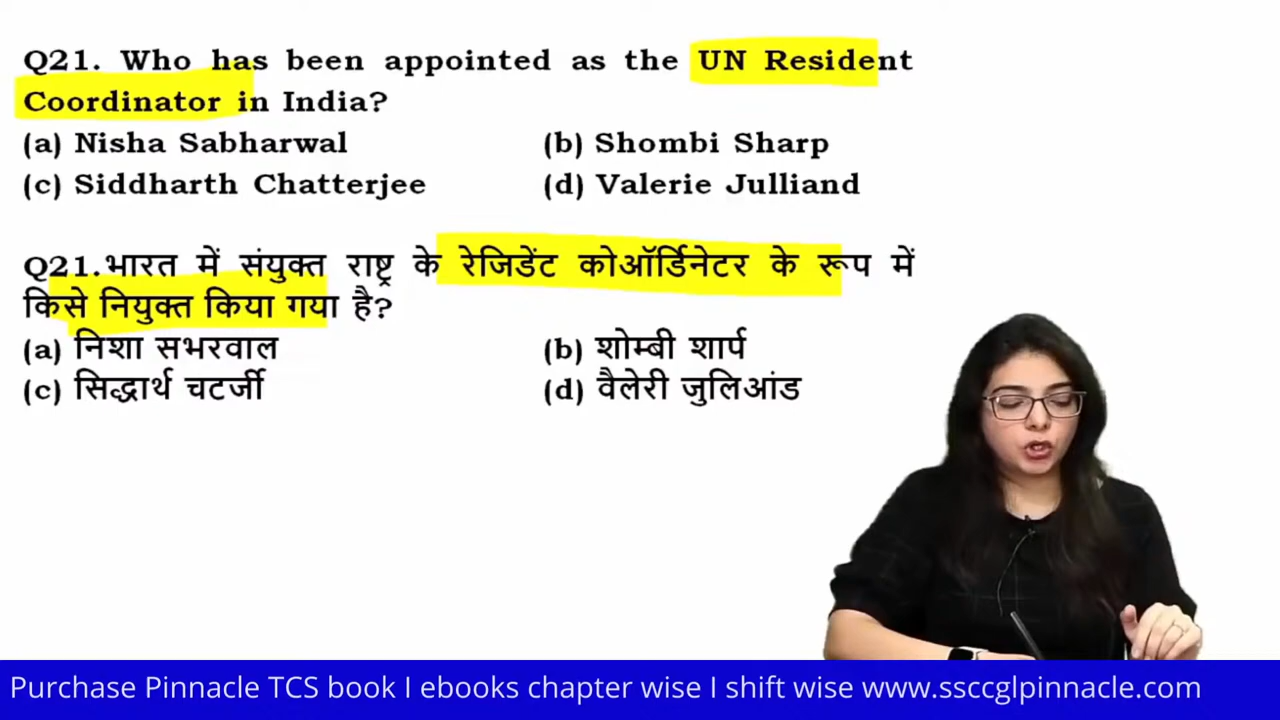 Q21. Who has been appointed as the UN Resident
Coordinator in India?
(a) Nisha Sabharwal (b) Shombi Sharp
(c) Siddharth Chatterjee (d) Valerie Julliand
Q21.भारत में संयुक्त राष्ट्र के रेजिडेंट कोऑर्डिनेटर के रूप में
किसे नियुक्त किया गया है?
(a) निशा सभरवाल (b) शोम्बी शार्प
(c) सिद्धार्थ चटर्जी (d) वैलेरी जुलिआंड
Purchase Pinnacle TCS book I ebooks chapter wise I shift wise www.ssccglpinnacle.com